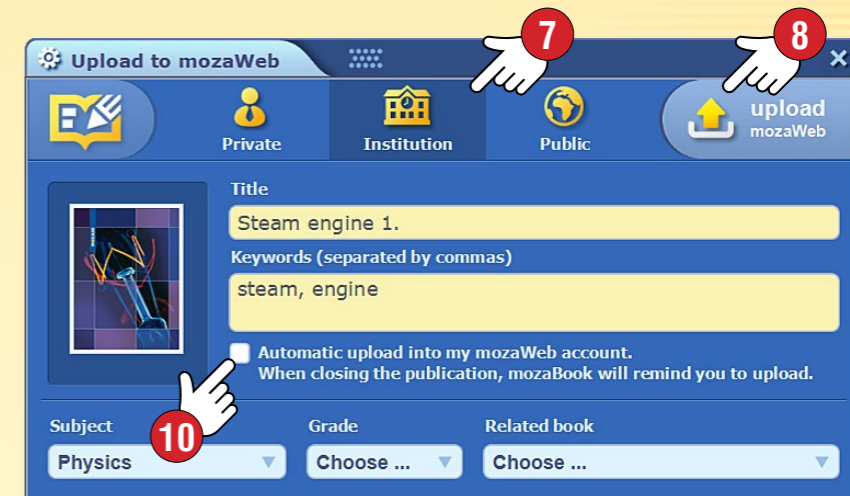 7
8
Upload to mozaWeb
Private
Institution
Public
upload
mozaWeb
Title
Steam engine 1.
Keywords (separated by commas)
steam, engine
Automatic upload into my mozaWeb account.
When closing the publication, mozaBook will remind you to upload.
10
Subject
Grade
Related book
Physics
Choose ...
Choose ...